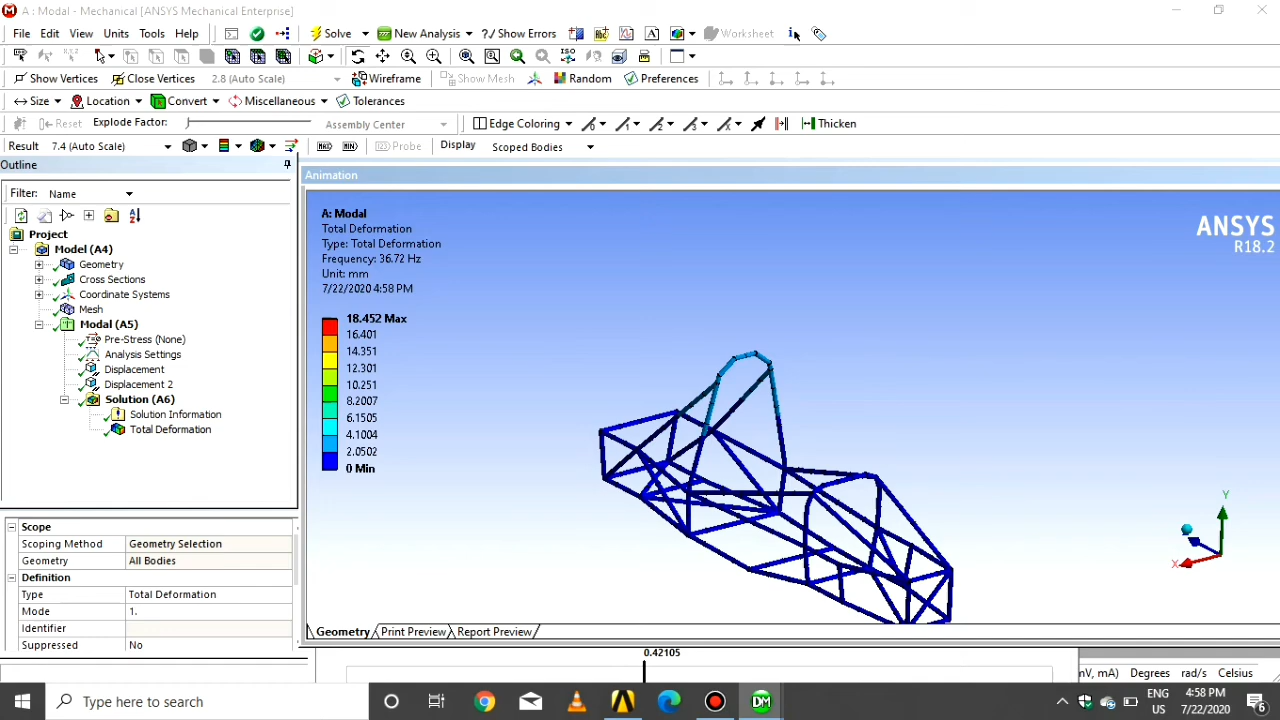 A : Modal - Mechanical [ANSYS Mechanical Enterprise]
File Edit View Units Tools Help Solve New Analysis ?/ Show Errors Worksheet
Show Vertices Close Vertices 2.8 (Auto Scale) Wireframe Show Mesh Random Preferences
Size Location Convert Miscellaneous Tolerances
Reset Explode Factor: Assembly Center Edge Coloring Thicken
Result 7.4 (Auto Scale) Probe Display Scoped Bodies
Outline
Filter: Name
Project
Model (A4)
Geometry
Cross Sections
Coordinate Systems
Mesh
Modal (A5)
Pre-Stress (None)
Analysis Settings
Displacement
Displacement 2
Solution (A6)
Solution Information
Total Deformation
Scope
Scoping Method Geometry Selection
Geometry All Bodies
Definition
Type Total Deformation
Mode 1.
Identifier
Suppressed No
Animation
A: Modal
Total Deformation
Type: Total Deformation
Frequency: 36.72 Hz
Unit: mm
7/22/2020 4:58 PM
18.452 Max
16.401
14.351
12.301
10.251
8.2007
6.1505
4.1004
2.0502
0 Min
ANSYS
R18.2
Y
X
Geometry Print Preview Report Preview
0.42105
mV, mA) Degrees rad/s Celsius
Type here to search
ENG
US
4:58 PM
7/22/2020
6